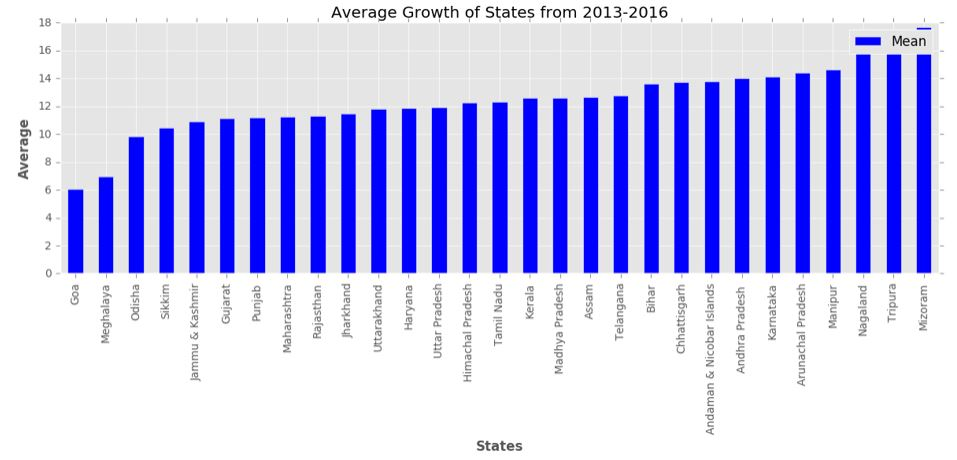 Average Growth of States from 2013-2016
Mean
Average
18
16
14
12
10
8
6
4
2
0
Goa
Meghalaya
Odisha
Sikkim
Jammu & Kashmir
Gujarat
Punjab
Maharashtra
Rajasthan
Jharkhand
Uttarakhand
Haryana
Uttar Pradesh
Himachal Pradesh
Tamil Nadu
Kerala
Madhya Pradesh
Assam
Telangana
Bihar
Chhattisgarh
Andaman & Nicobar Islands
Andhra Pradesh
Karnataka
Arunachal Pradesh
Manipur
Nagaland
Tripura
Mizoram
States